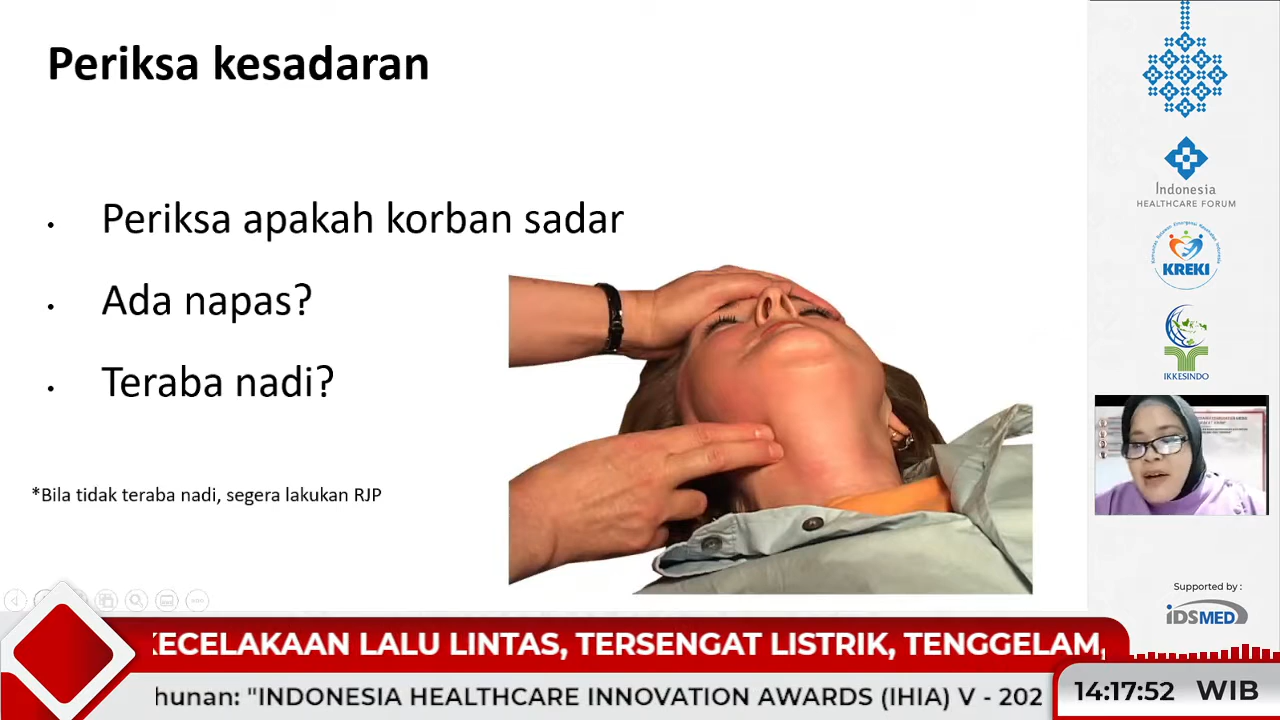 Periksa kesadaran
• Periksa apakah korban sadar
• Ada napas?
• Teraba nadi?
*Bila tidak teraba nadi, segera lakukan RJP
Indonesia
HEALTHCARE FORUM
KREKI
IKKESINDO
Supported by :
iDSMED
KECELAKAAN LALU LINTAS, TERSENGAT LISTRIK, TENGGELAM,
hunan: "INDONESIA HEALTHCARE INNOVATION AWARDS (IHIA) V - 202
14:17:52 WIB